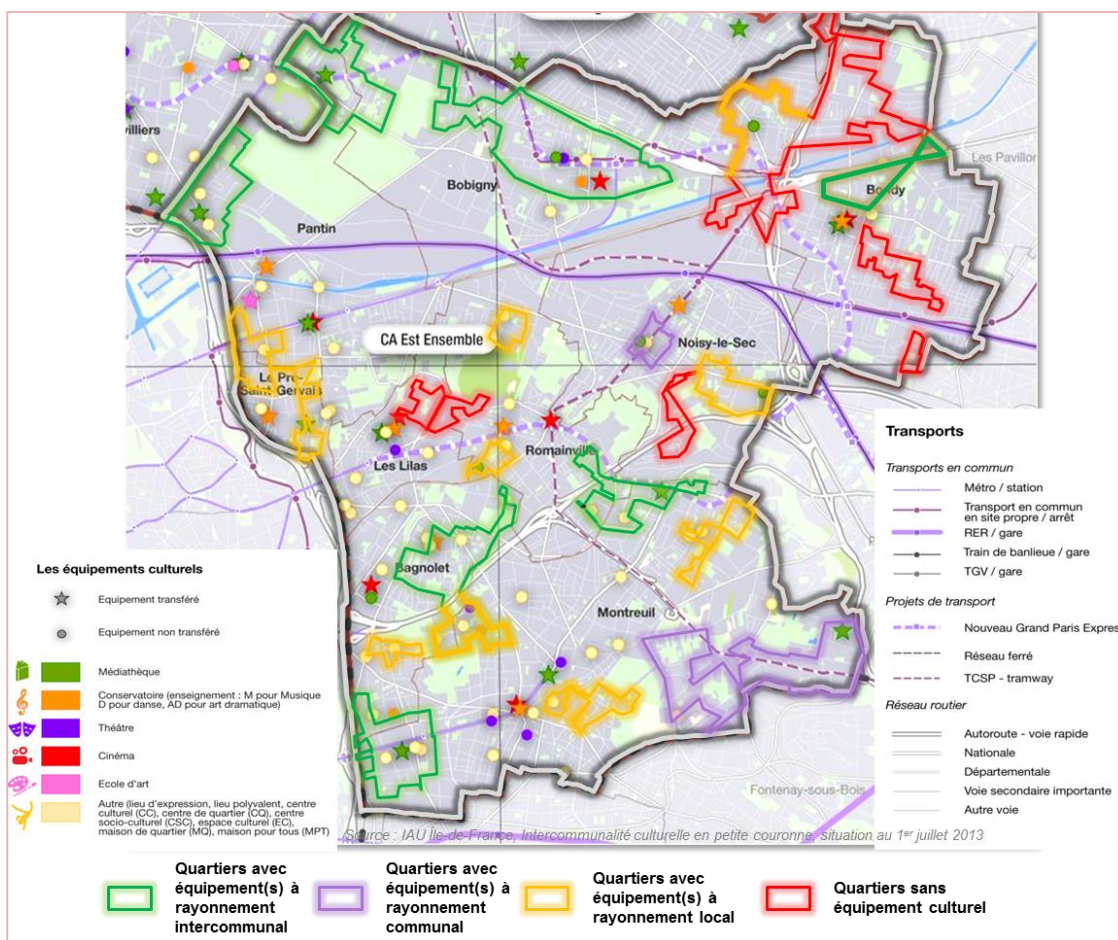 villiers
Bobigny
Pantin
Les Pavillon
Bondy
CA Est Ensemble
Noisy-le-Sec
Le Pré-
Saint-Gervais
Romainville
Les Lilas
Bagnolet
Montreuil
Fontenay-sous-Bois
Transports
Transports en commun
Métro / station
Transport en commun
en site propre / arrêt
RER / gare
Train de banlieue / gare
TGV / gare
Projets de transport
Nouveau Grand Paris Expres
Réseau ferré
TCSP - tramway
Réseau routier
Autoroute - voie rapide
Nationale
Départementale
Voie secondaire importante
Autre voie
Les équipements culturels
Equipement transféré
Equipement non transféré
Médiathèque
Conservatoire (enseignement : M pour Musique
D pour danse, AD pour art dramatique)
Théâtre
Cinéma
Ecole d'art
Autre (lieu d'expression, lieu polyvalent, centre
culturel (CC), centre de quartier (CQ), centre
socio-culturel (CSC), espace culturel (EC),
maison de quartier (MQ), maison pour tous (MPT)
Source : IAU Île-de-France, Intercommunalité culturelle en petite couronne, situation au 1er juillet 2013
Quartiers avec
équipement(s) à
rayonnement
intercommunal
Quartiers avec
équipement(s) à
rayonnement
communal
Quartiers avec
équipement(s) à
rayonnement local
Quartiers sans
équipement culturel